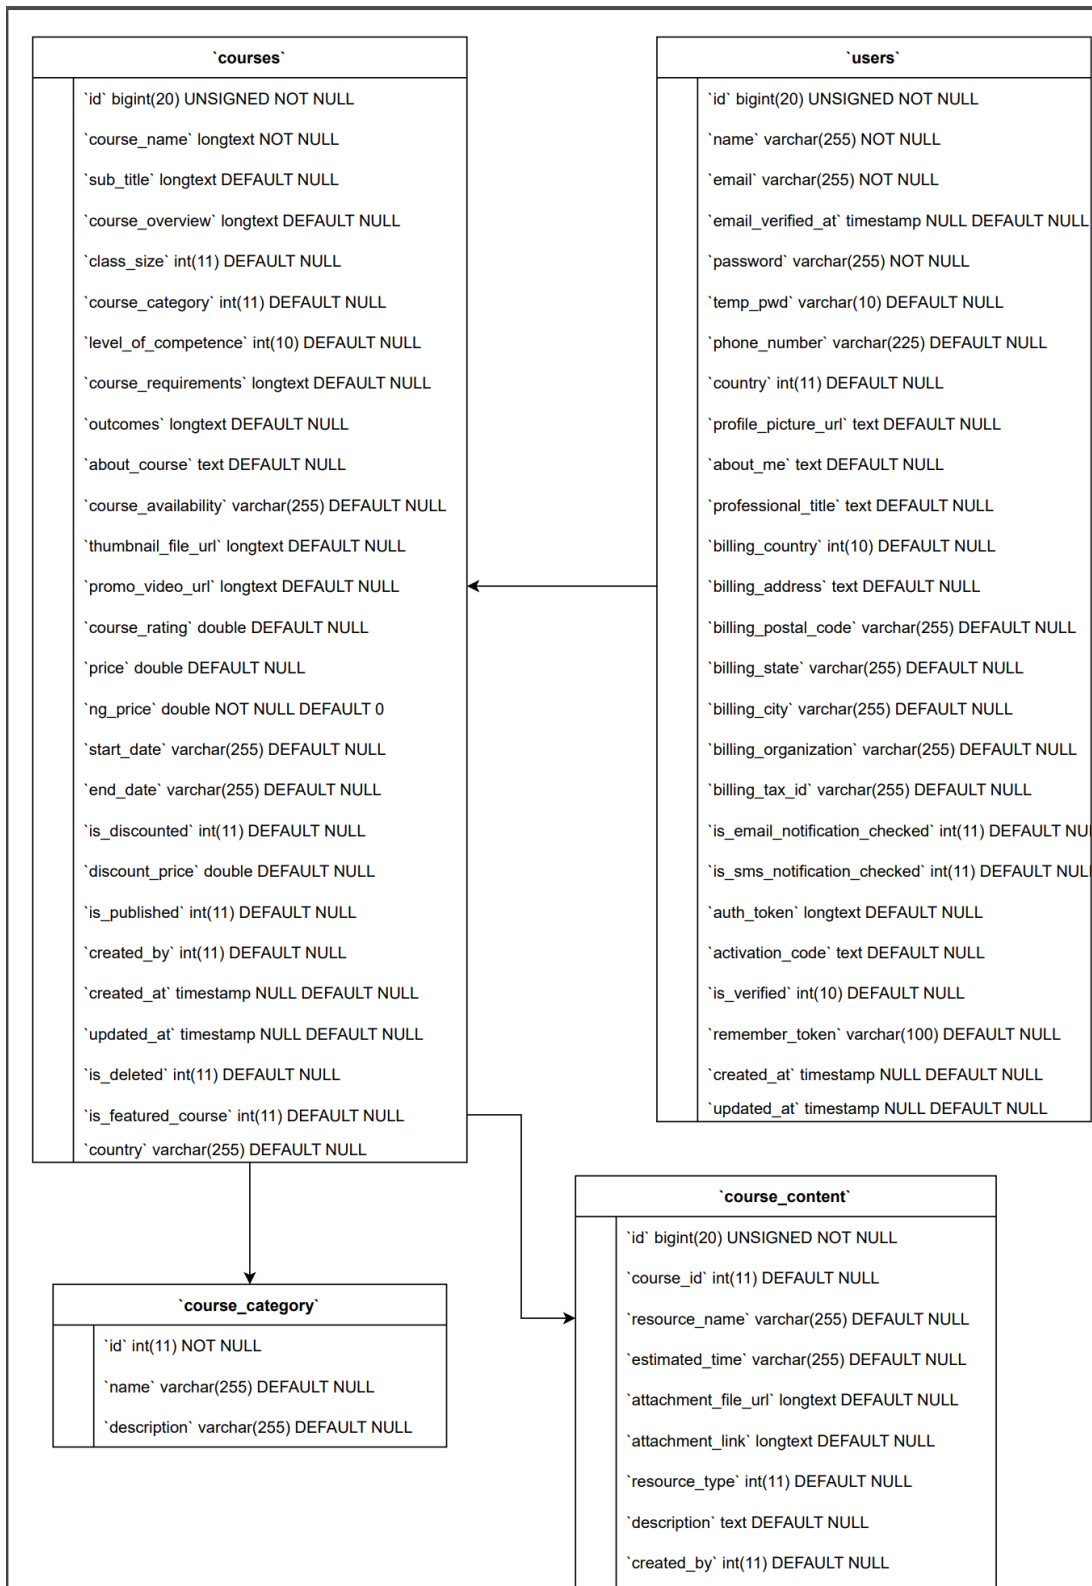 `courses`
`id` bigint(20) UNSIGNED NOT NULL
`course_name` longtext NOT NULL
`sub_title` longtext DEFAULT NULL
`course_overview` longtext DEFAULT NULL
`class_size` int(11) DEFAULT NULL
`course_category` int(11) DEFAULT NULL
`level_of_competence` int(10) DEFAULT NULL
`course_requirements` longtext DEFAULT NULL
`outcomes` longtext DEFAULT NULL
`about_course` text DEFAULT NULL
`course_availability` varchar(255) DEFAULT NULL
`thumbnail_file_url` longtext DEFAULT NULL
`promo_video_url` longtext DEFAULT NULL
`course_rating` double DEFAULT NULL
`price` double DEFAULT NULL
`ng_price` double NOT NULL DEFAULT 0
`start_date` varchar(255) DEFAULT NULL
`end_date` varchar(255) DEFAULT NULL
`is_discounted` int(11) DEFAULT NULL
`discount_price` double DEFAULT NULL
`is_published` int(11) DEFAULT NULL
`created_by` int(11) DEFAULT NULL
`created_at` timestamp NULL DEFAULT NULL
`updated_at` timestamp NULL DEFAULT NULL
`is_deleted` int(11) DEFAULT NULL
`is_featured_course` int(11) DEFAULT NULL
`country` varchar(255) DEFAULT NULL
`users`
`id` bigint(20) UNSIGNED NOT NULL
`name` varchar(255) NOT NULL
`email` varchar(255) NOT NULL
`email_verified_at` timestamp NULL DEFAULT NULL
`password` varchar(255) NOT NULL
`temp_pwd` varchar(10) DEFAULT NULL
`phone_number` varchar(225) DEFAULT NULL
`country` int(11) DEFAULT NULL
`profile_picture_url` text DEFAULT NULL
`about_me` text DEFAULT NULL
`professional_title` text DEFAULT NULL
`billing_country` int(10) DEFAULT NULL
`billing_address` text DEFAULT NULL
`billing_postal_code` varchar(255) DEFAULT NULL
`billing_state` varchar(255) DEFAULT NULL
`billing_city` varchar(255) DEFAULT NULL
`billing_organization` varchar(255) DEFAULT NULL
`billing_tax_id` varchar(255) DEFAULT NULL
`is_email_notification_checked` int(11) DEFAULT
`is_sms_notification_checked` int(11) DEFAULT
`auth_token` longtext DEFAULT NULL
`activation_code` text DEFAULT NULL
`is_verified` int(10) DEFAULT NULL
`remember_token` varchar(100) DEFAULT NULL
`created_at` timestamp NULL DEFAULT NULL
`updated_at` timestamp NULL DEFAULT NULL
`course_category`
`id` int(11) NOT NULL
`name` varchar(255) DEFAULT NULL
`description` varchar(255) DEFAULT NULL
`course_content`
`id` bigint(20) UNSIGNED NOT NULL
`course_id` int(11) DEFAULT NULL
`resource_name` varchar(255) DEFAULT NULL
`estimated_time` varchar(255) DEFAULT NULL
`attachment_file_url` longtext DEFAULT NULL
`attachment_link` longtext DEFAULT NULL
`resource_type` int(11) DEFAULT NULL
`description` text DEFAULT NULL
`created_by` int(11) DEFAULT NULL